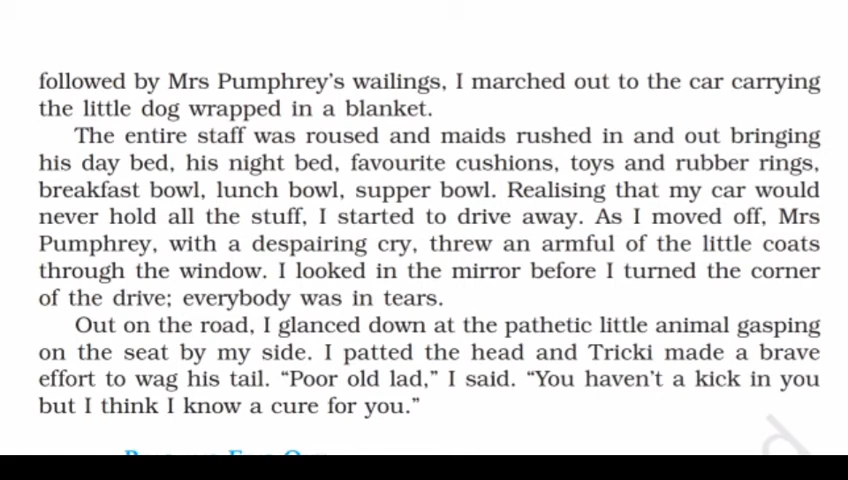 followed by Mrs Pumphrey's wailings, I marched out to the car carrying
the little dog wrapped in a blanket.
The entire staff was roused and maids rushed in and out bringing
his day bed, his night bed, favourite cushions, toys and rubber rings,
breakfast bowl, lunch bowl, supper bowl. Realising that my car would
never hold all the stuff, I started to drive away. As I moved off, Mrs
Pumphrey, with a despairing cry, threw an armful of the little coats
through the window. I looked in the mirror before I turned the corner
of the drive; everybody was in tears.
Out on the road, I glanced down at the pathetic little animal gasping
on the seat by my side. I patted the head and Tricki made a brave
effort to wag his tail. “Poor old lad,” I said. “You haven't a kick in you
but I think I know a cure for you.”